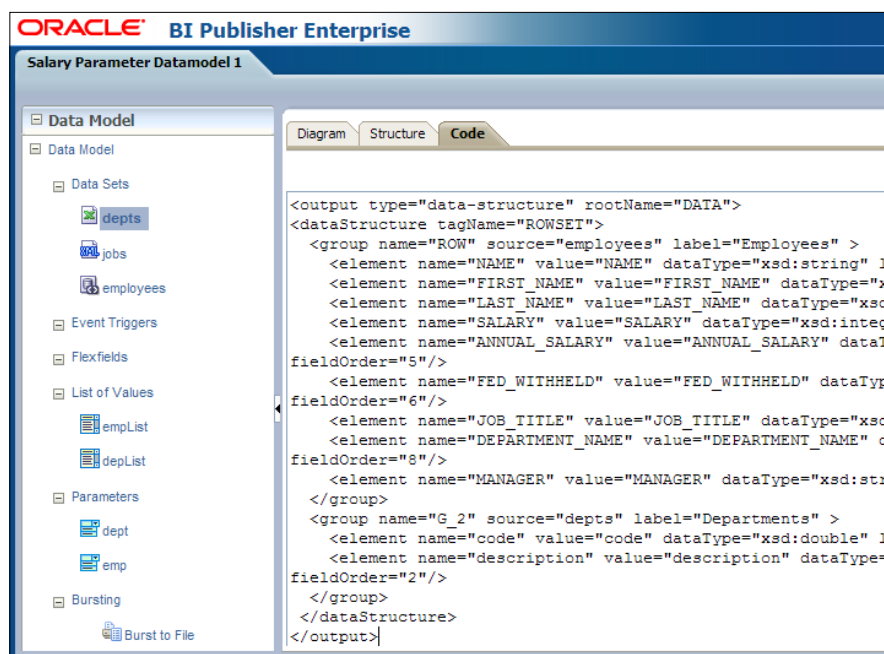 ORACLE BI Publisher Enterprise
Salary Parameter Datamodel 1
Data Model
Data Model
Data Sets
depts
jobs
employees
Event Triggers
Flexfields
List of Values
empList
depList
Parameters
dept
emp
Bursting
Burst to File
Diagram Structure Code
<output type="data-structure" rootName="DATA">
<dataStructure tagName="ROWSET">
<group name="ROW" source="employees" label="Employees" >
<element name="NAME" value="NAME" dataType="xsd:string"
<element name="FIRST_NAME" value="FIRST_NAME" dataType="x
<element name="LAST_NAME" value="LAST_NAME" dataType="xsd
<element name="SALARY" value="SALARY" dataType="xsd:integ
<element name="ANNUAL_SALARY" value="ANNUAL_SALARY" dataT
fieldOrder="5"/>
<element name="FED_WITHHELD" value="FED_WITHHELD" dataTyp
fieldOrder="6"/>
<element name="JOB_TITLE" value="JOB_TITLE" dataType="xsd
<element name="DEPARTMENT_NAME" value="DEPARTMENT_NAME" d
fieldOrder="8"/>
<element name="MANAGER" value="MANAGER" dataType="xsd:str
</group>
<group name="G_2" source="depts" label="Departments" >
<element name="code" value="code" dataType="xsd:double"
<element name="description" value="description" dataType=
fieldOrder="2"/>
</group>
</dataStructure>
</output>